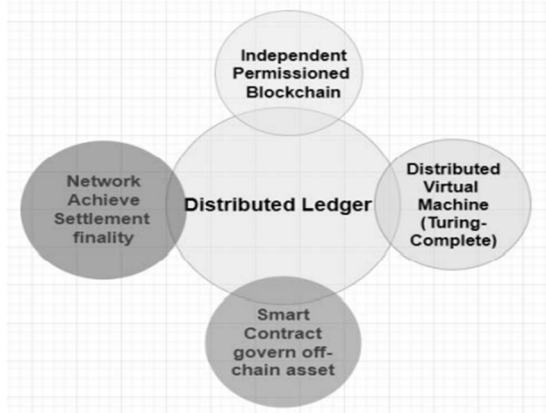 Independent
Permissioned
Blockchain
Network
Achieve
Settlement
finality
Distributed Ledger
Distributed
Virtual
Machine
(Turing-
Complete)
Smart
Contract
govern off-
chain asset